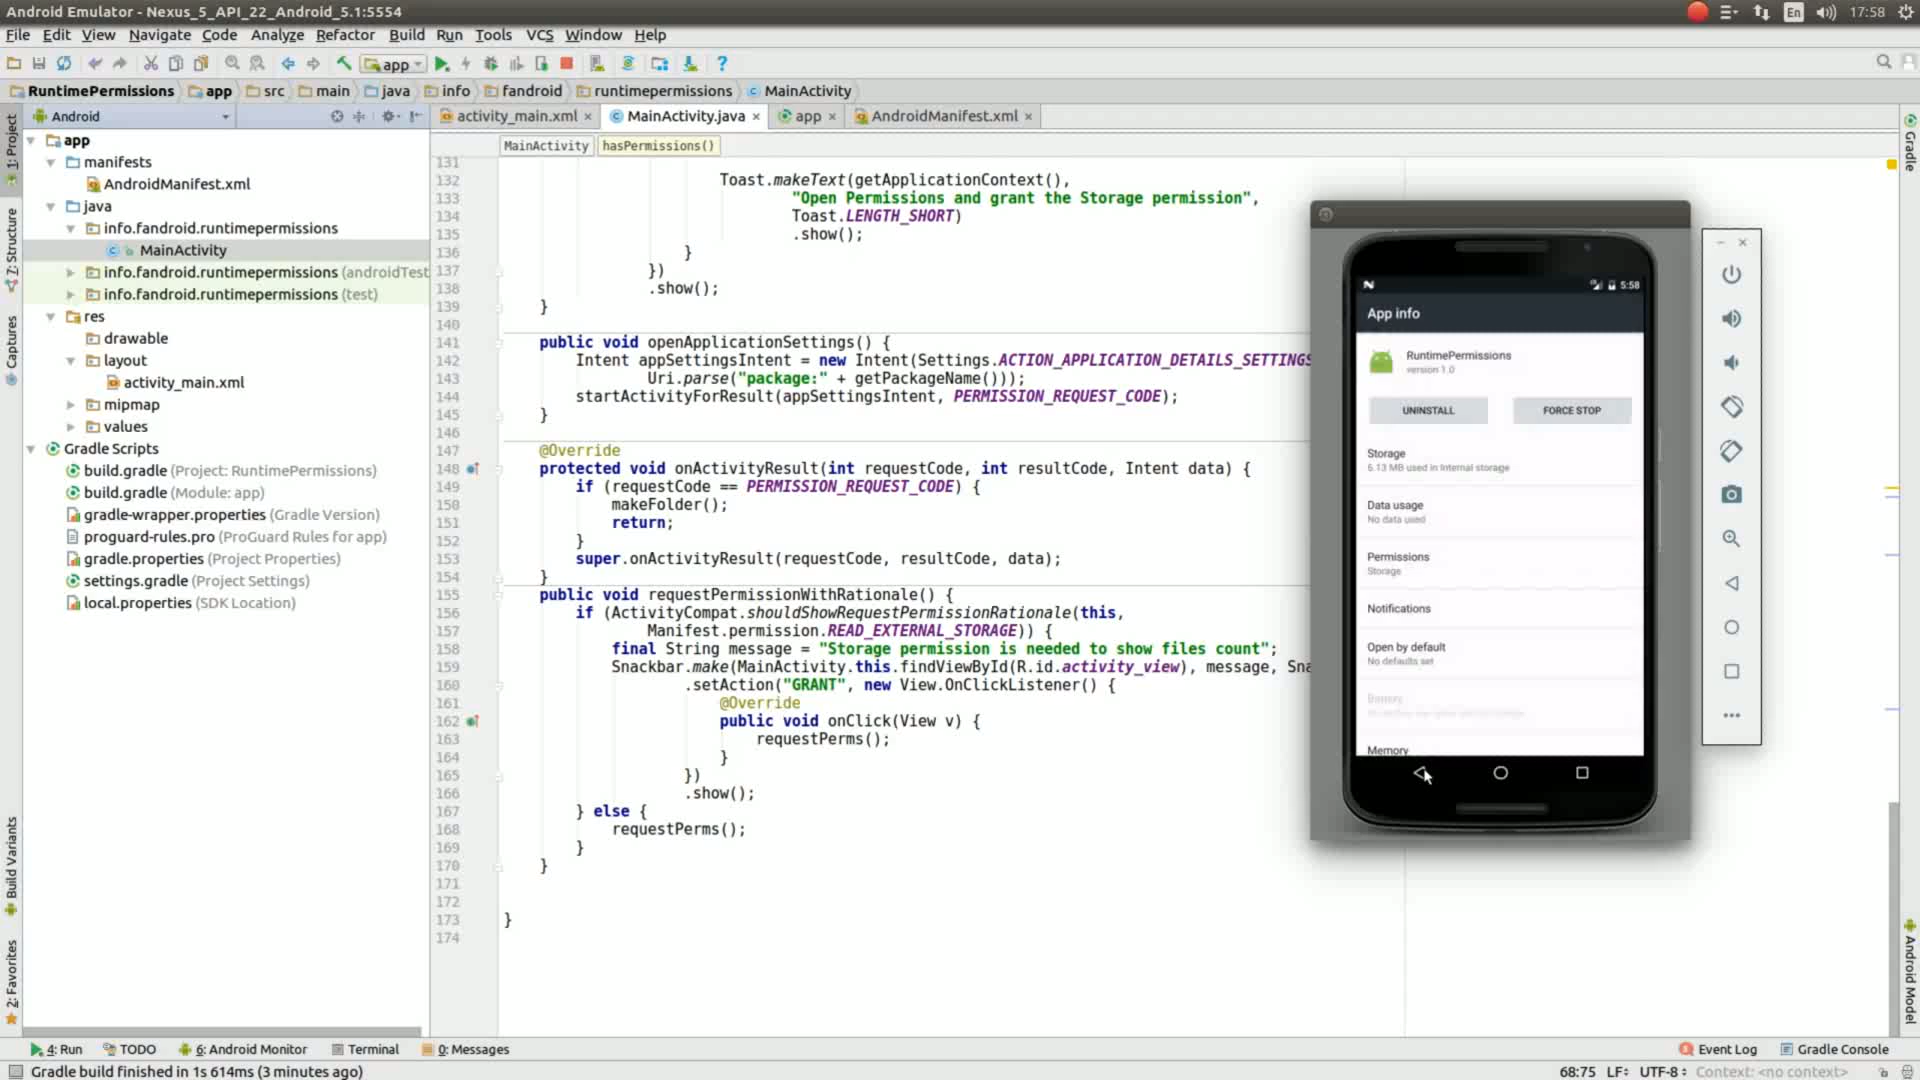 Android Emulator - Nexus_5_API_22_Android_5.1:5554
En 17:58
File Edit View Navigate Code Analyze Refactor Build Run Tools VCS Window Help
app
RuntimePermissions app src main java info fandroid runtimepermissions MainActivity
Android
activity_main.xml MainActivity.java app AndroidManifest.xml
MainActivity hasPermissions()
1: Project
7: Structure
Captures
Build Variants
2: Favorites
Gradle
Android Model
app
manifests
AndroidManifest.xml
java
info.fandroid.runtimepermissions
MainActivity
info.fandroid.runtimepermissions (androidTest
info.fandroid.runtimepermissions (test)
res
drawable
layout
activity_main.xml
mipmap
values
Gradle Scripts
build.gradle (Project: RuntimePermissions)
build.gradle (Module: app)
gradle-wrapper.properties (Gradle Version)
proguard-rules.pro (ProGuard Rules for app)
gradle.properties (Project Properties)
settings.gradle (Project Settings)
local.properties (SDK Location)
131
132 Toast.makeText(getApplicationContext(),
133 "Open Permissions and grant the Storage permission",
134 Toast.LENGTH_SHORT)
135 .show();
136 }
137 })
138 .show();
139 }
140
141 public void openApplicationSettings() {
142 Intent appSettingsIntent = new Intent(Settings.ACTION_APPLICATION_DETAILS_SETTINGS
143 Uri.parse("package:" + getPackageName()));
144 startActivityForResult(appSettingsIntent, PERMISSION_REQUEST_CODE);
145 }
146
147 @Override
148 protected void onActivityResult(int requestCode, int resultCode, Intent data) {
149 if (requestCode == PERMISSION_REQUEST_CODE) {
150 makeFolder();
151 return;
152 }
153 super.onActivityResult(requestCode, resultCode, data);
154 }
155 public void requestPermissionWithRationale() {
156 if (ActivityCompat.shouldShowRequestPermissionRationale(this,
157 Manifest.permission.READ_EXTERNAL_STORAGE)) {
158 final String message = "Storage permission is needed to show files count";
159 Snackbar.make(MainActivity.this.findViewById(R.id.activity_view), message, Sna
160 .setAction("GRANT", new View.OnClickListener() {
161 @Override
162 public void onClick(View v) {
163 requestPerms();
164 }
165 })
166 .show();
167 } else {
168 requestPerms();
169 }
170 }
171
172
173 }
174
5:58
App info
RuntimePermissions
version 1.0
UNINSTALL FORCE STOP
Storage
6.13 MB used in Internal storage
Data usage
No data used
Permissions
Storage
Notifications
Open by default
No defaults set
Battery
Memory
4: Run TODO 6: Android Monitor Terminal 0: Messages Event Log Gradle Console
Gradle build finished in 1s 614ms (3 minutes ago) 68:75 LF÷ UTF-8÷ Context: <no context>